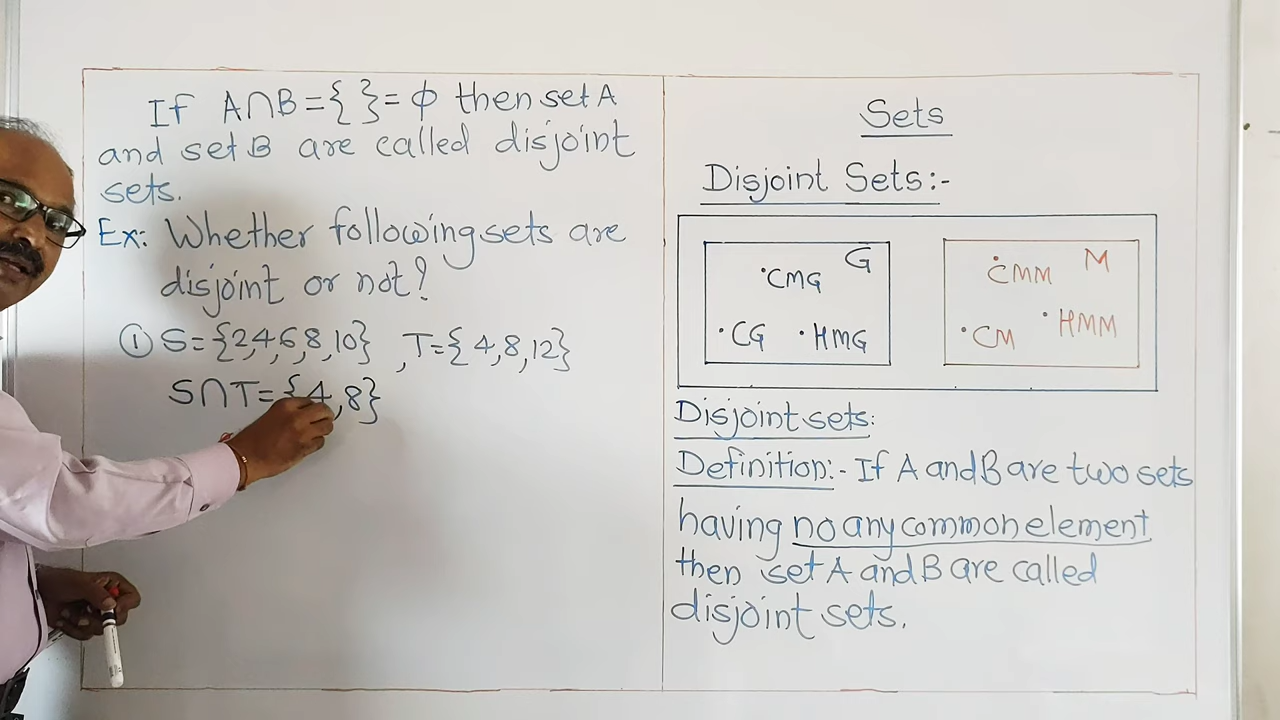 If A∩B={ }=ϕ then set A
and set B are called disjoint
sets.
Ex: Whether following sets are
disjoint or not?
① S={2,4,6,8,10} , T={4,8,12}
S∩T={4,8}
Sets
Disjoint Sets:-
G
•CMG
•CG •HMG
M
•CMM
•CM •HMM
Disjoint sets:
Definition:- If A and B are two sets
having no any common element
then set A and B are called
disjoint sets.